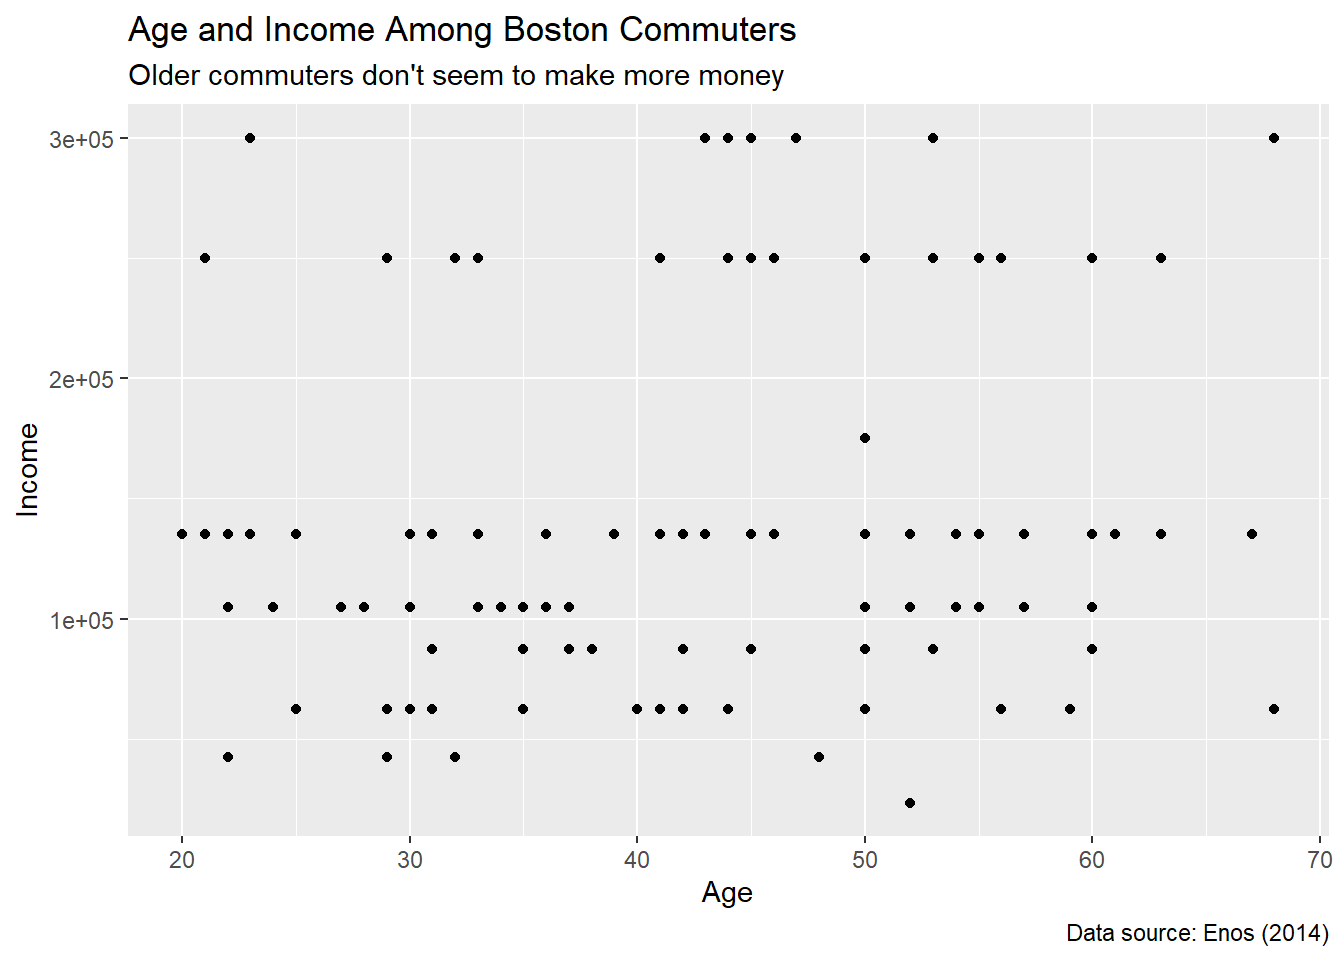 Age and Income Among Boston Commuters
Older commuters don't seem to make more money
3e+05
2e+05
1e+05
Income
20 30 40 50 60 70
Age
Data source: Enos (2014)